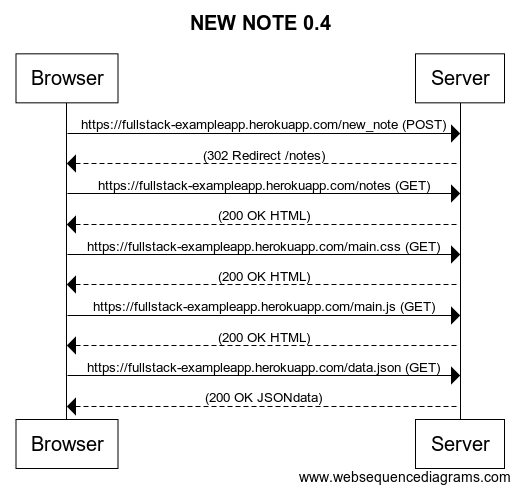 NEW NOTE 0.4
Browser
Server
https://fullstack-exampleapp.herokuapp.com/new_note (POST)
(302 Redirect /notes)
https://fullstack-exampleapp.herokuapp.com/notes (GET)
(200 OK HTML)
https://fullstack-exampleapp.herokuapp.com/main.css (GET)
(200 OK HTML)
https://fullstack-exampleapp.herokuapp.com/main.js (GET)
(200 OK HTML)
https://fullstack-exampleapp.herokuapp.com/data.json (GET)
(200 OK JSONdata)
Browser
Server
www.websequencediagrams.com